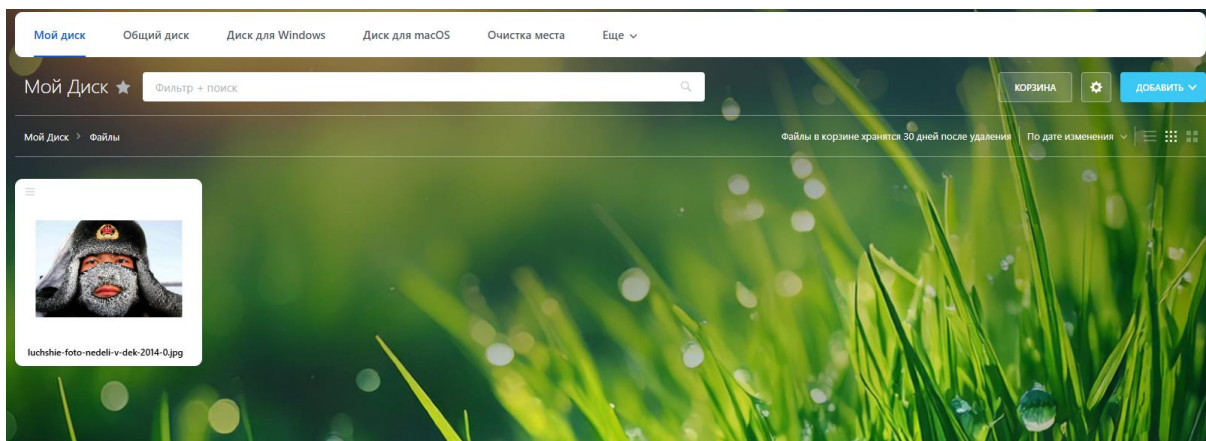 Мой диск Общий диск Диск для Windows Диск для macOS Очистка места Еще
Мой Диск Фильтр + поиск КОРЗИНА ДОБАВИТЬ
Мой Диск > Файлы Файлы в корзине хранятся 30 дней после удаления По дате изменения
luchshie-foto-nedeli-v-dek-2014-0.jpg